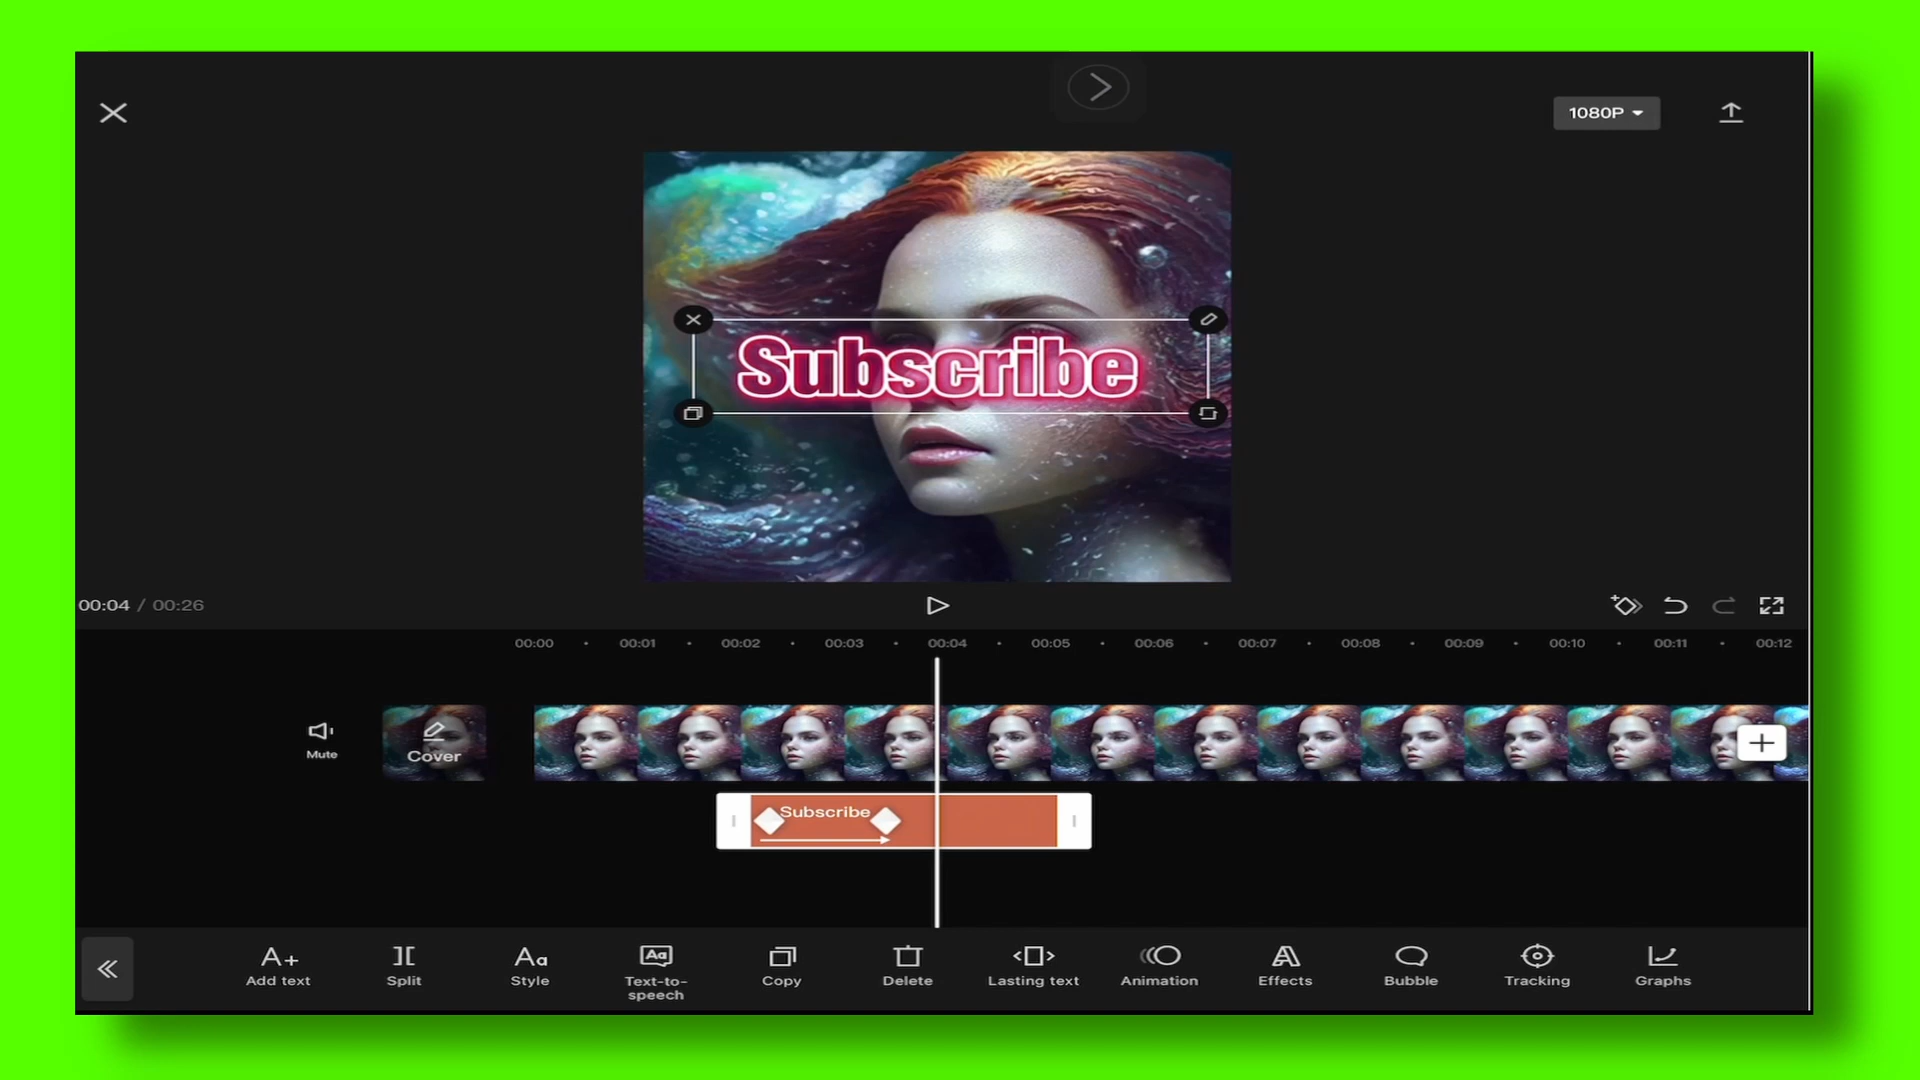 1080P
Subscribe
00:04 / 00:26
00:00 00:01 00:02 00:03 00:04 00:05 00:06 00:07 00:08 00:09 00:10 00:11 00:12
Mute
Cover
Subscribe
Add text
Split
Style
Text-to-
speech
Copy
Delete
Lasting text
Animation
Effects
Bubble
Tracking
Graphs